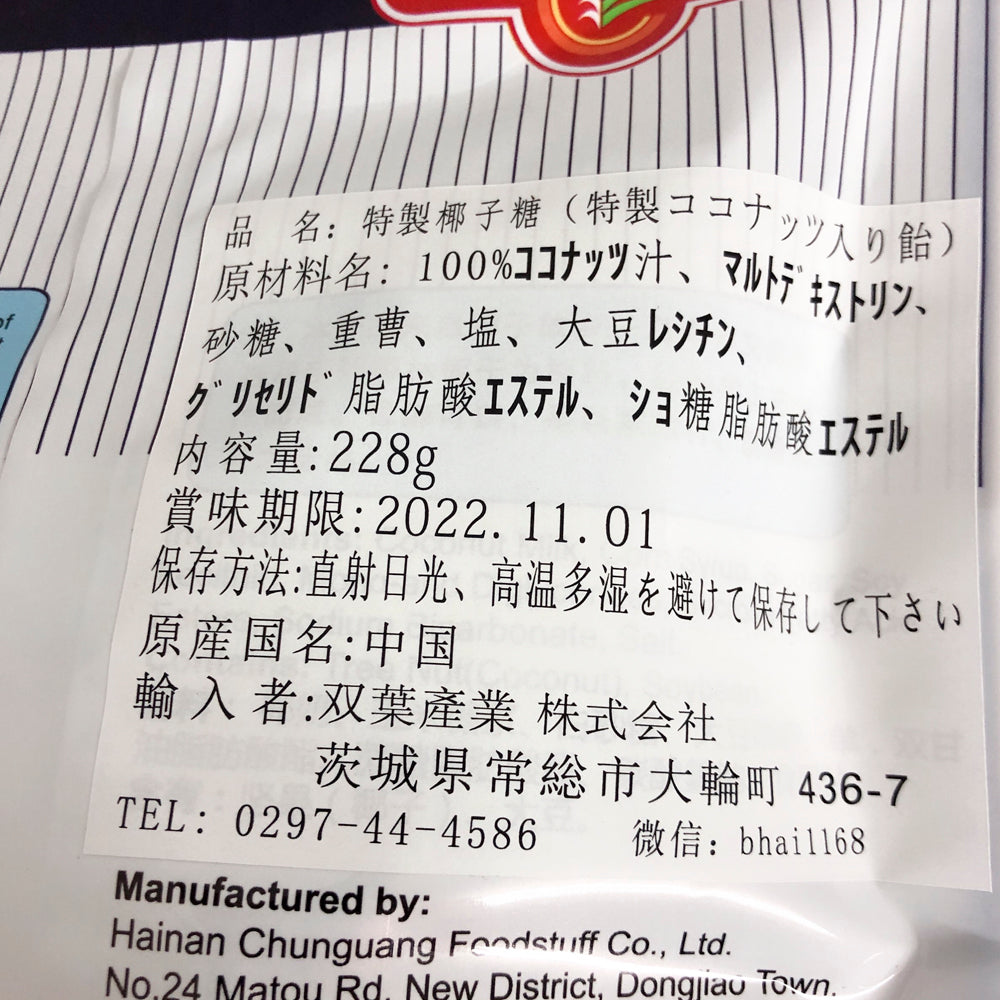 of
品 名: 特製椰子糖（特製ココナッツ入り飴）
原材料名: 100%ココナッツ汁、マルトデキストリン、
砂糖、重曹、塩、大豆レシチン、
グリセリド脂肪酸エステル、ショ糖脂肪酸エステル
内容量:228g
賞味期限:2022.11.01
保存方法:直射日光、高温多湿を避けて保存して下さい
原産国名:中国
輸入者:双葉產業 株式会社
茨城県常総市大輪町 436-7
TEL: 0297-44-4586 微信: bhai1168
Manufactured by:
Hainan Chunguang Foodstuff Co., Ltd.
No.24 Matou Rd, New District, Dongjiao Town.